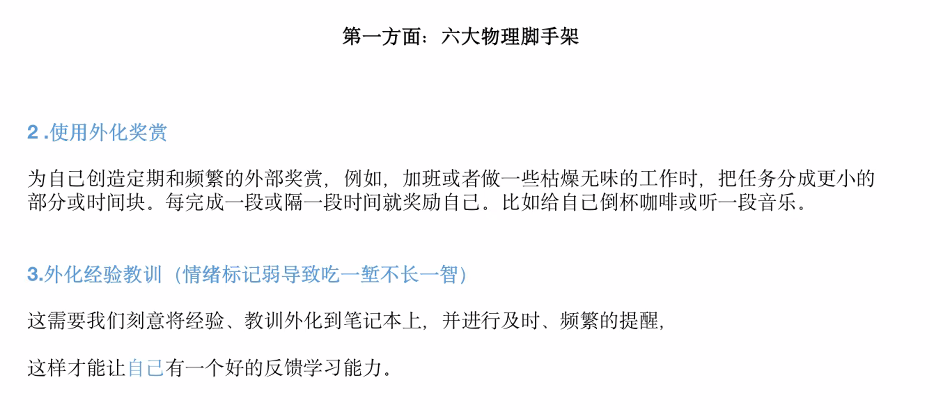 第一方面：六大物理脚手架
2 .使用外化奖赏
为自己创造定期和频繁的外部奖赏，例如，加班或者做一些枯燥无味的工作时，把任务分成更小的
部分或时间块。每完成一段或隔一段时间就奖励自己。比如给自己倒杯咖啡或听一段音乐。
3.外化经验教训（情绪标记弱导致吃一堑不长一智）
这需要我们刻意将经验、教训外化到笔记本上，并进行及时、频繁的提醒，
这样才能让自己有一个好的反馈学习能力。